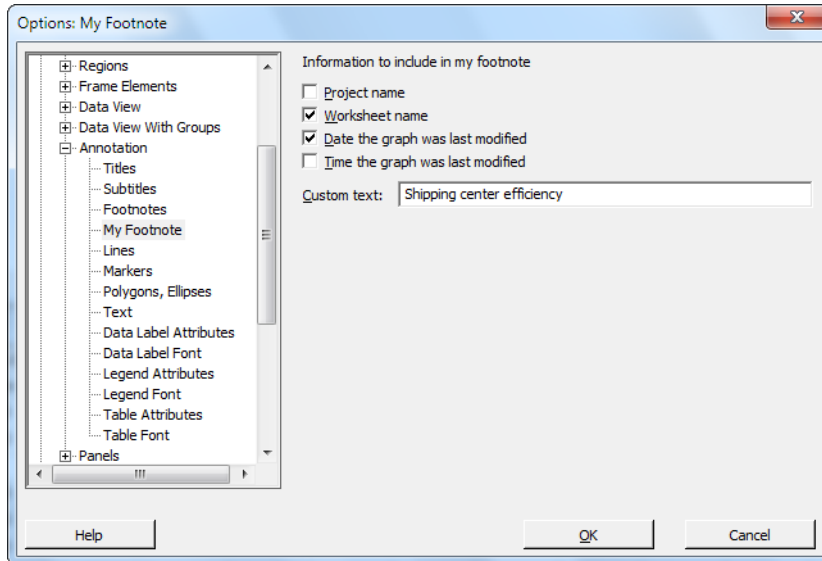 Options: My Footnote
Regions
Frame Elements
Data View
Data View With Groups
Annotation
Titles
Subtitles
Footnotes
My Footnote
Lines
Markers
Polygons, Ellipses
Text
Data Label Attributes
Data Label Font
Legend Attributes
Legend Font
Table Attributes
Table Font
Panels
Information to include in my footnote
Project name
Worksheet name
Date the graph was last modified
Time the graph was last modified
Custom text: Shipping center efficiency
Help
OK
Cancel